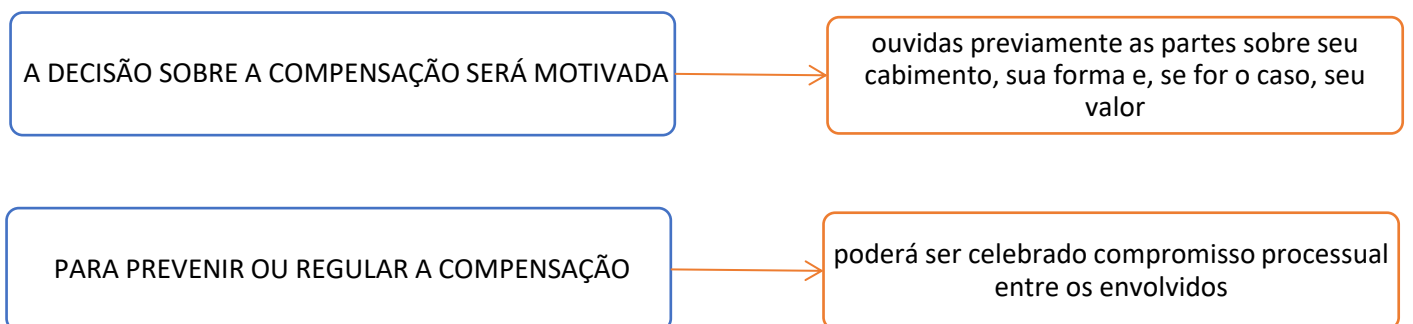 A DECISÃO SOBRE A COMPENSAÇÃO SERÁ MOTIVADA
ouvidas previamente as partes sobre seu
cabimento, sua forma e, se for o caso, seu
valor
PARA PREVENIR OU REGULAR A COMPENSAÇÃO
poderá ser celebrado compromisso processual
entre os envolvidos